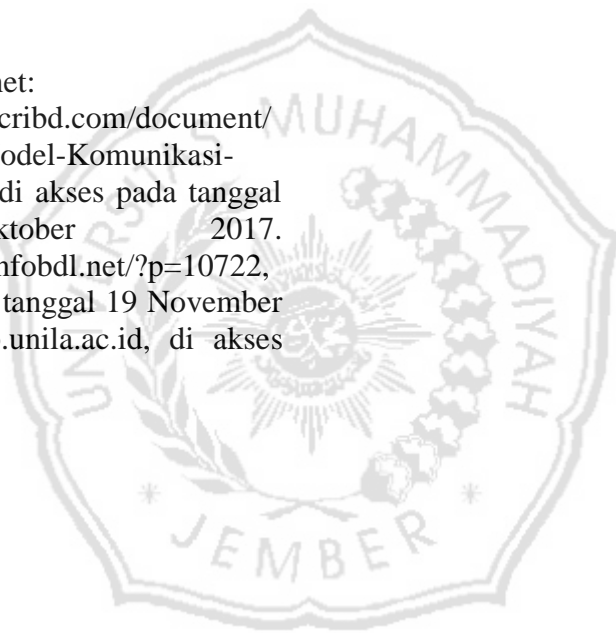 net:
cribd.com/document/
odel-Komunikasi-
di akses pada tanggal
ktober 2017.
nfobdl.net/?p=10722,
tanggal 19 November
.unila.ac.id, di akses
UNIVERSITAS MUHAMMADIYAH
JEMBER